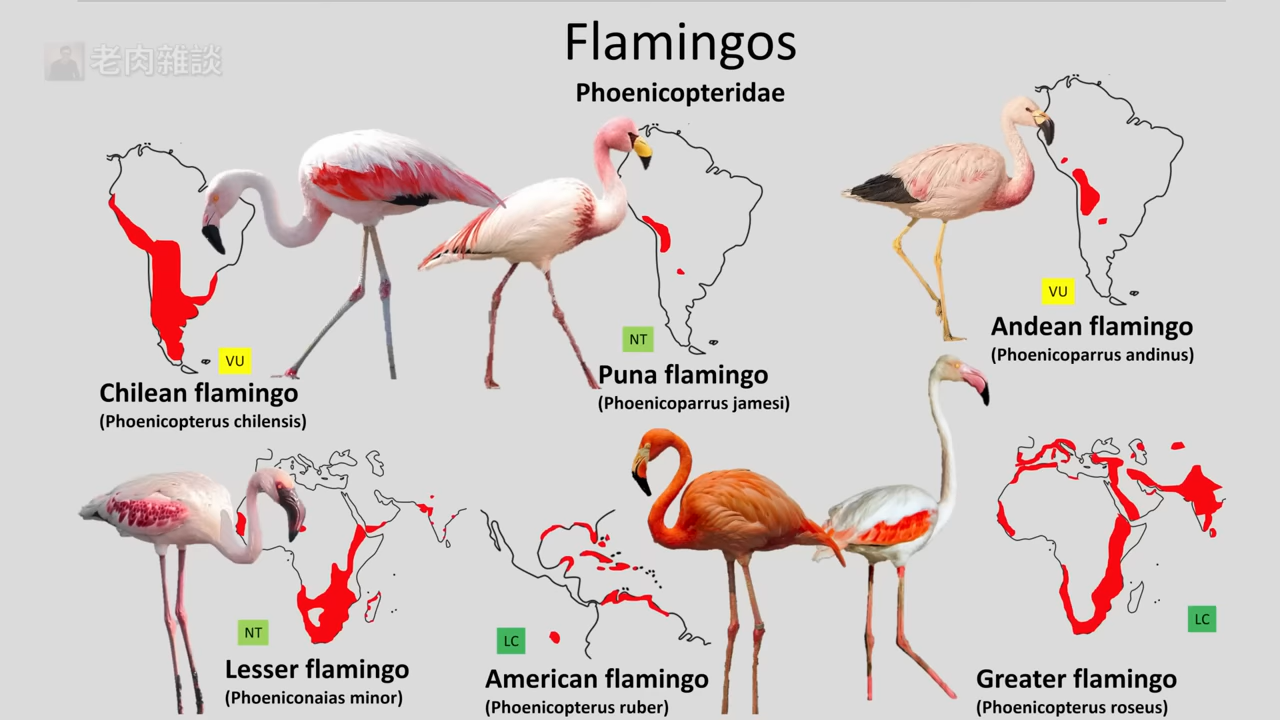 老肉雜談
Flamingos
Phoenicopteridae
VU
Chilean flamingo
(Phoenicopterus chilensis)
NT
Puna flamingo
(Phoenicoparrus jamesi)
VU
Andean flamingo
(Phoenicoparrus andinus)
NT
Lesser flamingo
(Phoeniconaias minor)
LC
American flamingo
(Phoenicopterus ruber)
LC
Greater flamingo
(Phoenicopterus roseus)